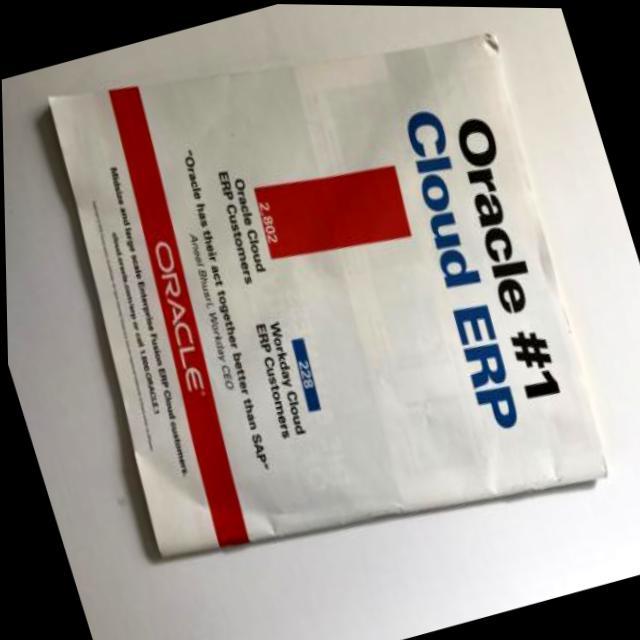 Oracle #1
Cloud ERP
2,802
Oracle Cloud
ERP Customers
228
Workday Cloud
ERP Customers
"Oracle has their act together better than SAP"
Aneel Bhusri, Workday CEO
ORACLE
Midsize and large scale Enterprise Fusion ERP Cloud customers.